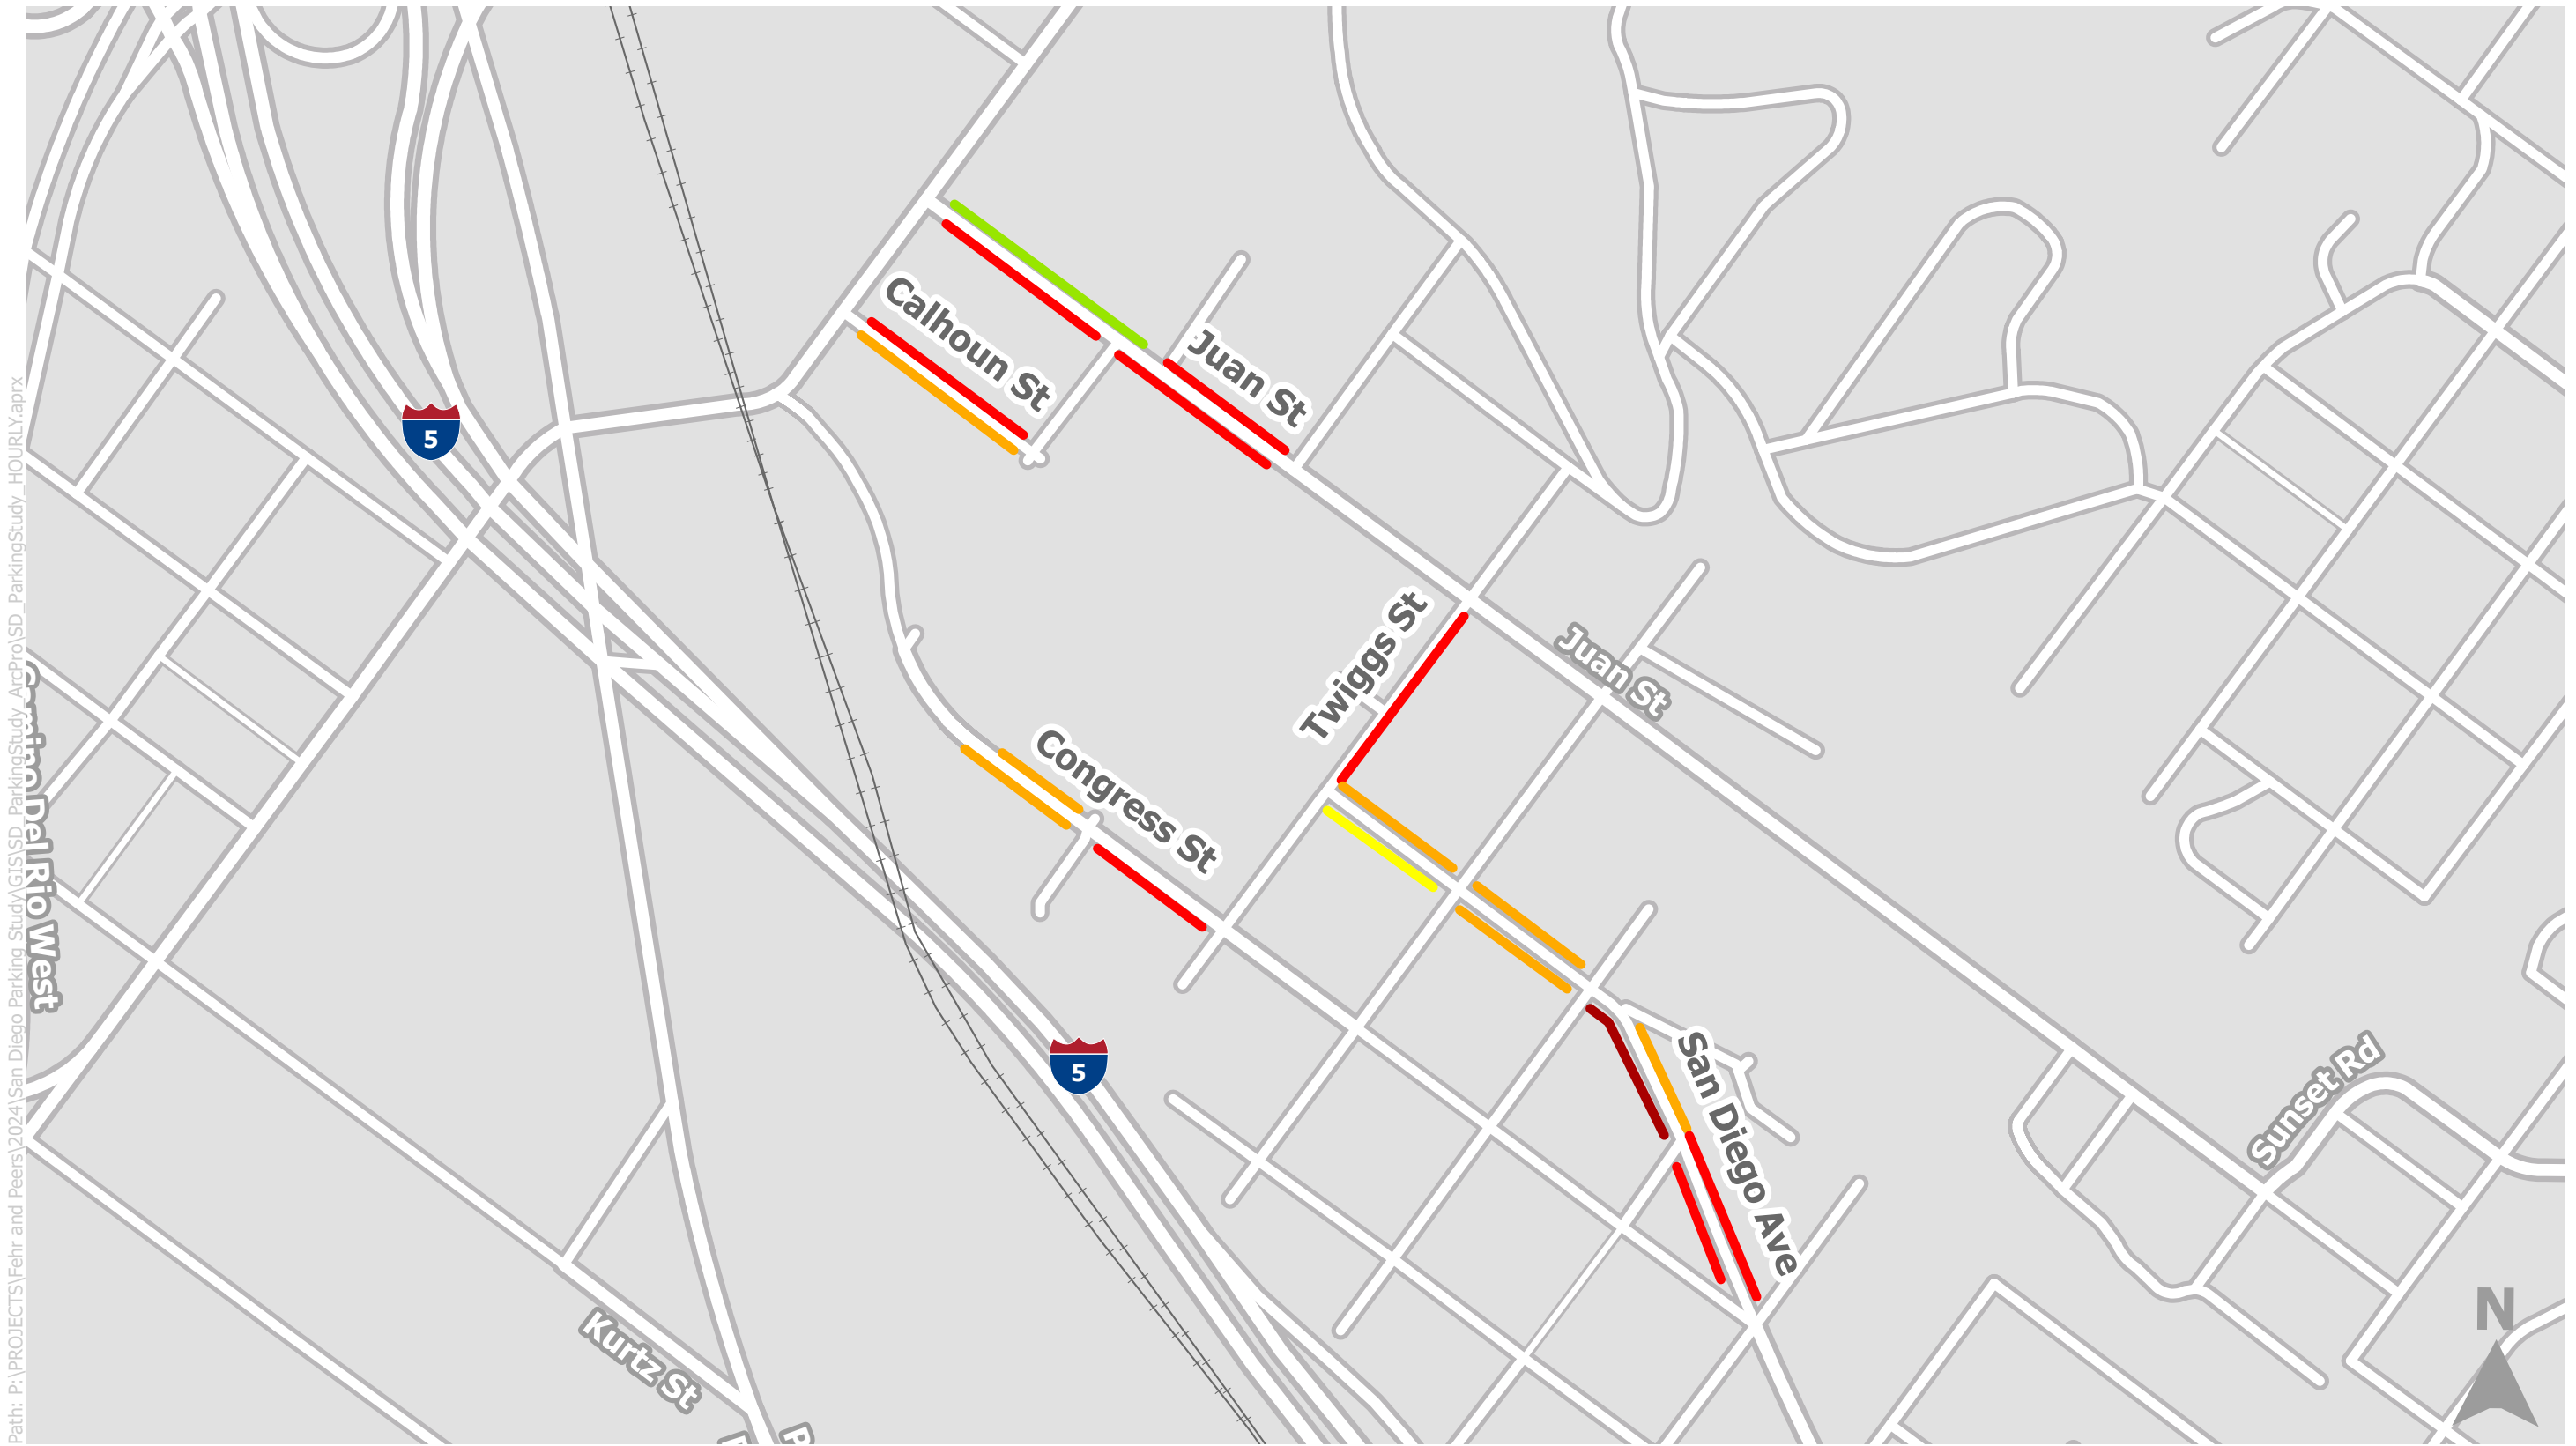 Calhoun St
Juan St
5
Twiggs St
Juan St
Congress St
Camino Del Rio West
5
San Diego Ave
Sunset Rd
N
Kurtz St
Path: P:\PROJECTS\Fehr and Peers\2024\San Diego Parking Study\GIS\SD_ParkingStudy_ArcPro\SD_ParkingStudy_HOURLY.aprx